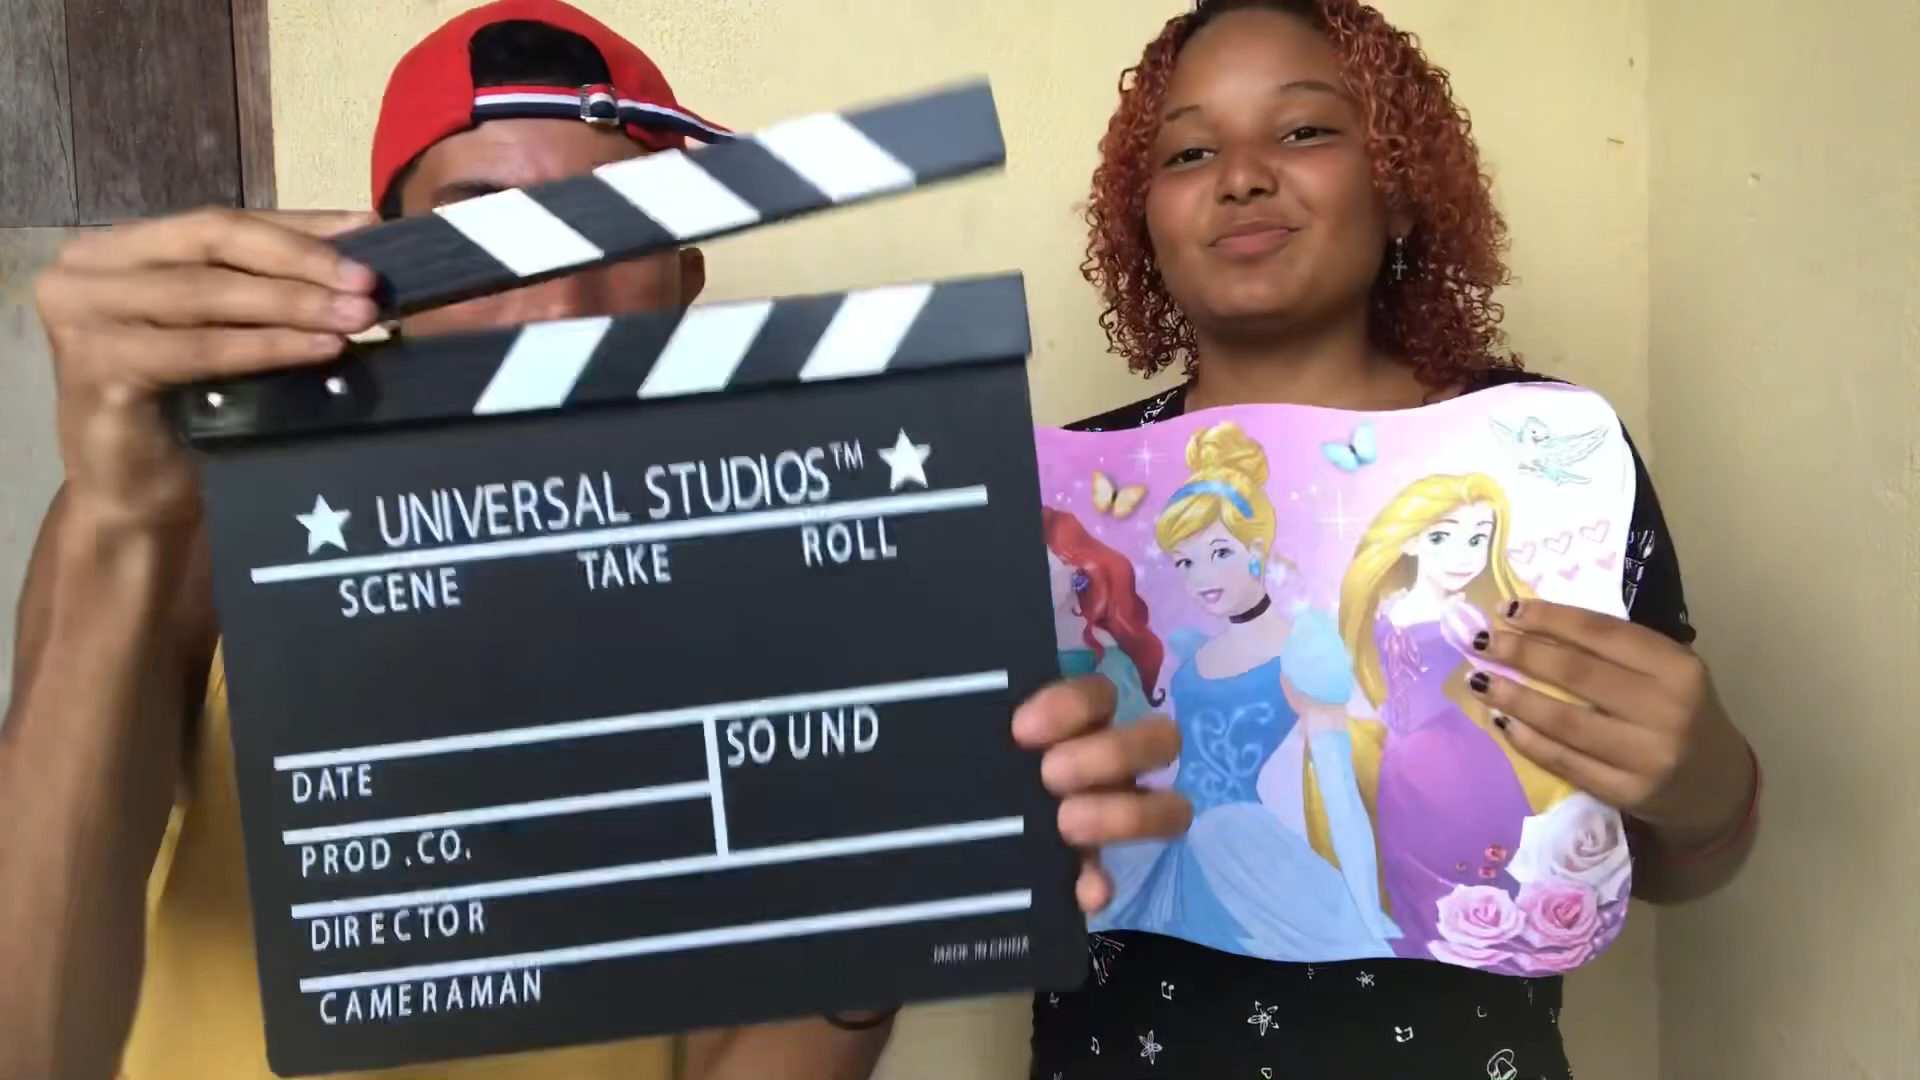 UNIVERSAL STUDIOS™
SCENE TAKE ROLL
SOUND
DATE
PROD.CO.
DIRECTOR
CAMERAMAN
MADE IN CHINA